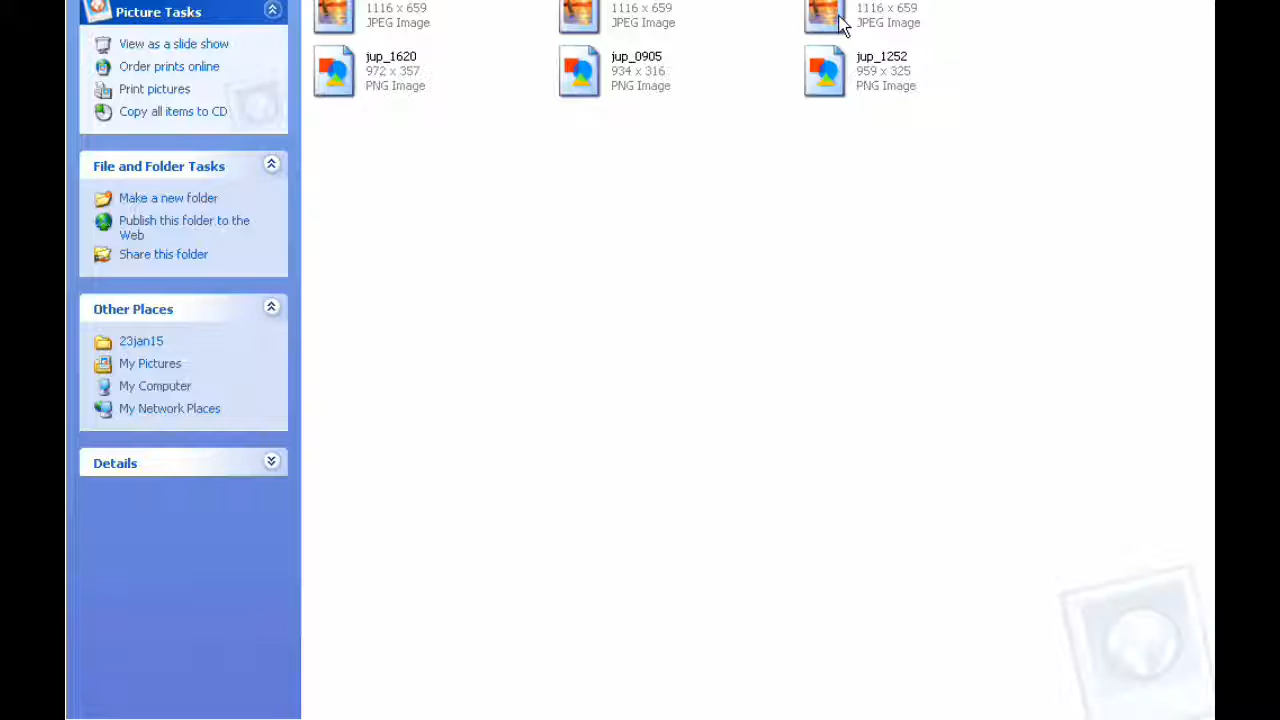 Picture Tasks
View as a slide show
Order prints online
Print pictures
Copy all items to CD
File and Folder Tasks
Make a new folder
Publish this folder to the
Web
Share this folder
Other Places
23jan15
My Pictures
My Computer
My Network Places
Details
1116 x 659
JPEG Image
1116 x 659
JPEG Image
1116 x 659
JPEG Image
jup_1620
972 x 357
PNG Image
jup_0905
934 x 316
PNG Image
jup_1252
959 x 325
PNG Image